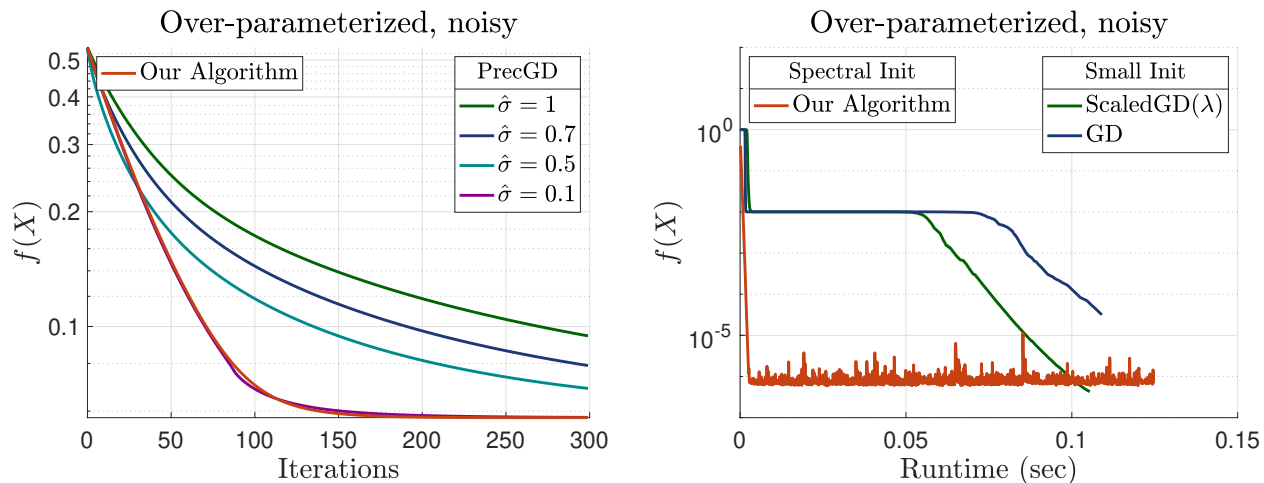 Over-parameterized, noisy
Our Algorithm
PrecGD
σ̂ = 1
σ̂ = 0.7
σ̂ = 0.5
σ̂ = 0.1
f(X)
0.5
0.4
0.3
0.2
0.1
0 50 100 150 200 250 300
Iterations
Over-parameterized, noisy
Spectral Init
Our Algorithm
Small Init
ScaledGD(λ)
GD
f(X)
10⁰
10⁻⁵
0 0.05 0.1 0.15
Runtime (sec)